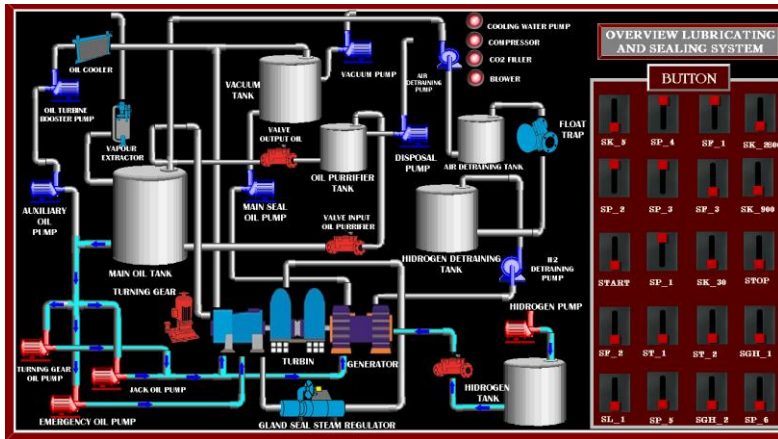 COOLING WATER PUMP
COMPRESSOR
CO2 FILLER
BLOWER
OVERVIEW LUBRICATING
AND SEALING SYSTEM
BUTTON
OIL COOLER
VACUUM
TANK
VACUUM PUMP
AIR
DETRAINING
PUMP
OIL TURBINE
ROOSTER PUMP
VAPOUR
EXTRACTOR
VALVE
OUTPUT OIL
OIL PURRIFIER
TANK
DISPOSAL
PUMP
AIR DETRAINING TANK
FLOAT
TRAP
AUXILIARY
OIL
PUMP
MAIN SEAL
OIL PUMP
VALVE INPUT
OIL PURRIFIER
MAIN OIL TANK
HIDROGEN DETRAINING
TANK
H2
DETRAINING
PUMP
TURNING GEAR
HIDROGEN PUMP
TURBIN
GENERATOR
TURNING GEAR
OIL PUMP
JACK OIL PUMP
HIDROGEN
TANK
EMERGENCY OIL PUMP
GLAND SEAL STEAM REGULATOR
SK_5
SP_4
SF_1
SP_2
SP_3
SF_3
SK_900
START
SP_1
SK_30
STOP
SF_2
ST_1
ST_2
SGH_1
SL_1
SP_5
SGH_2
SP_6